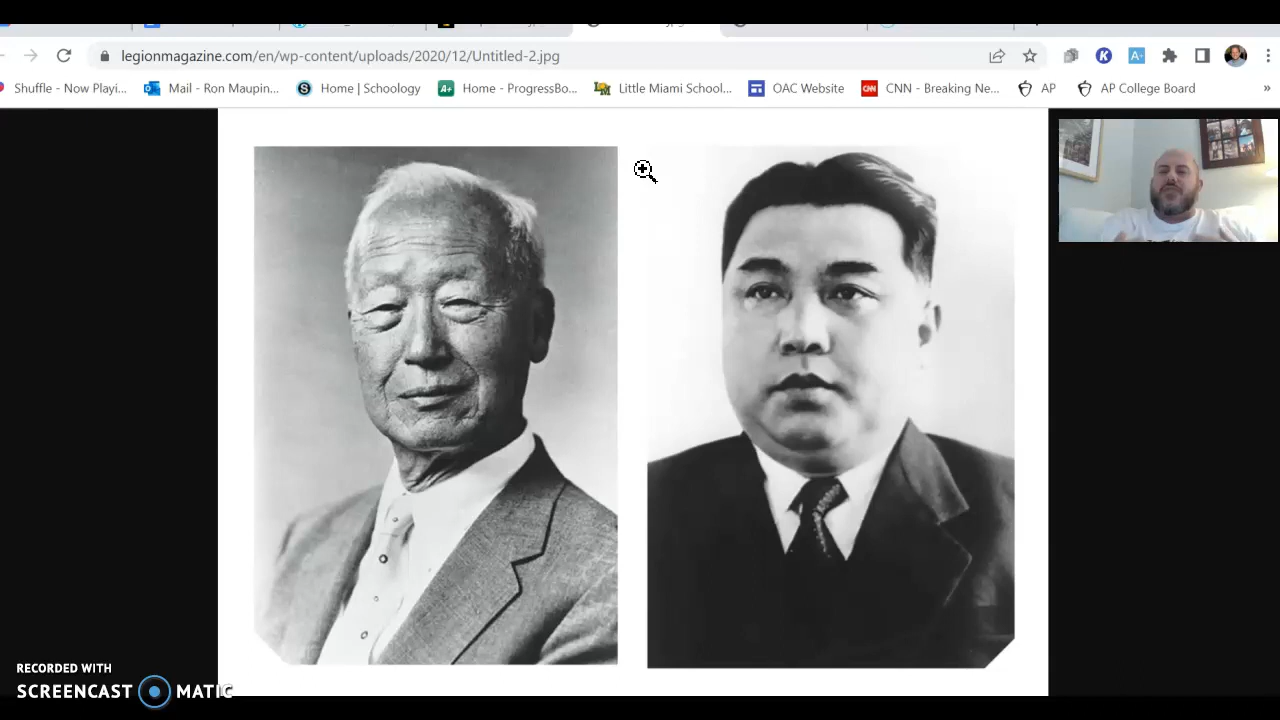 legionmagazine.com/en/wp-content/uploads/2020/12/Untitled-2.jpg
Shuffle - Now Playi... Mail - Ron Maupin... S Home | Schoology A+ Home - ProgressBo... Little Miami School... OAC Website CNN CNN - Breaking Ne... AP AP College Board »
K A+
RECORDED WITH
SCREENCAST MATIC